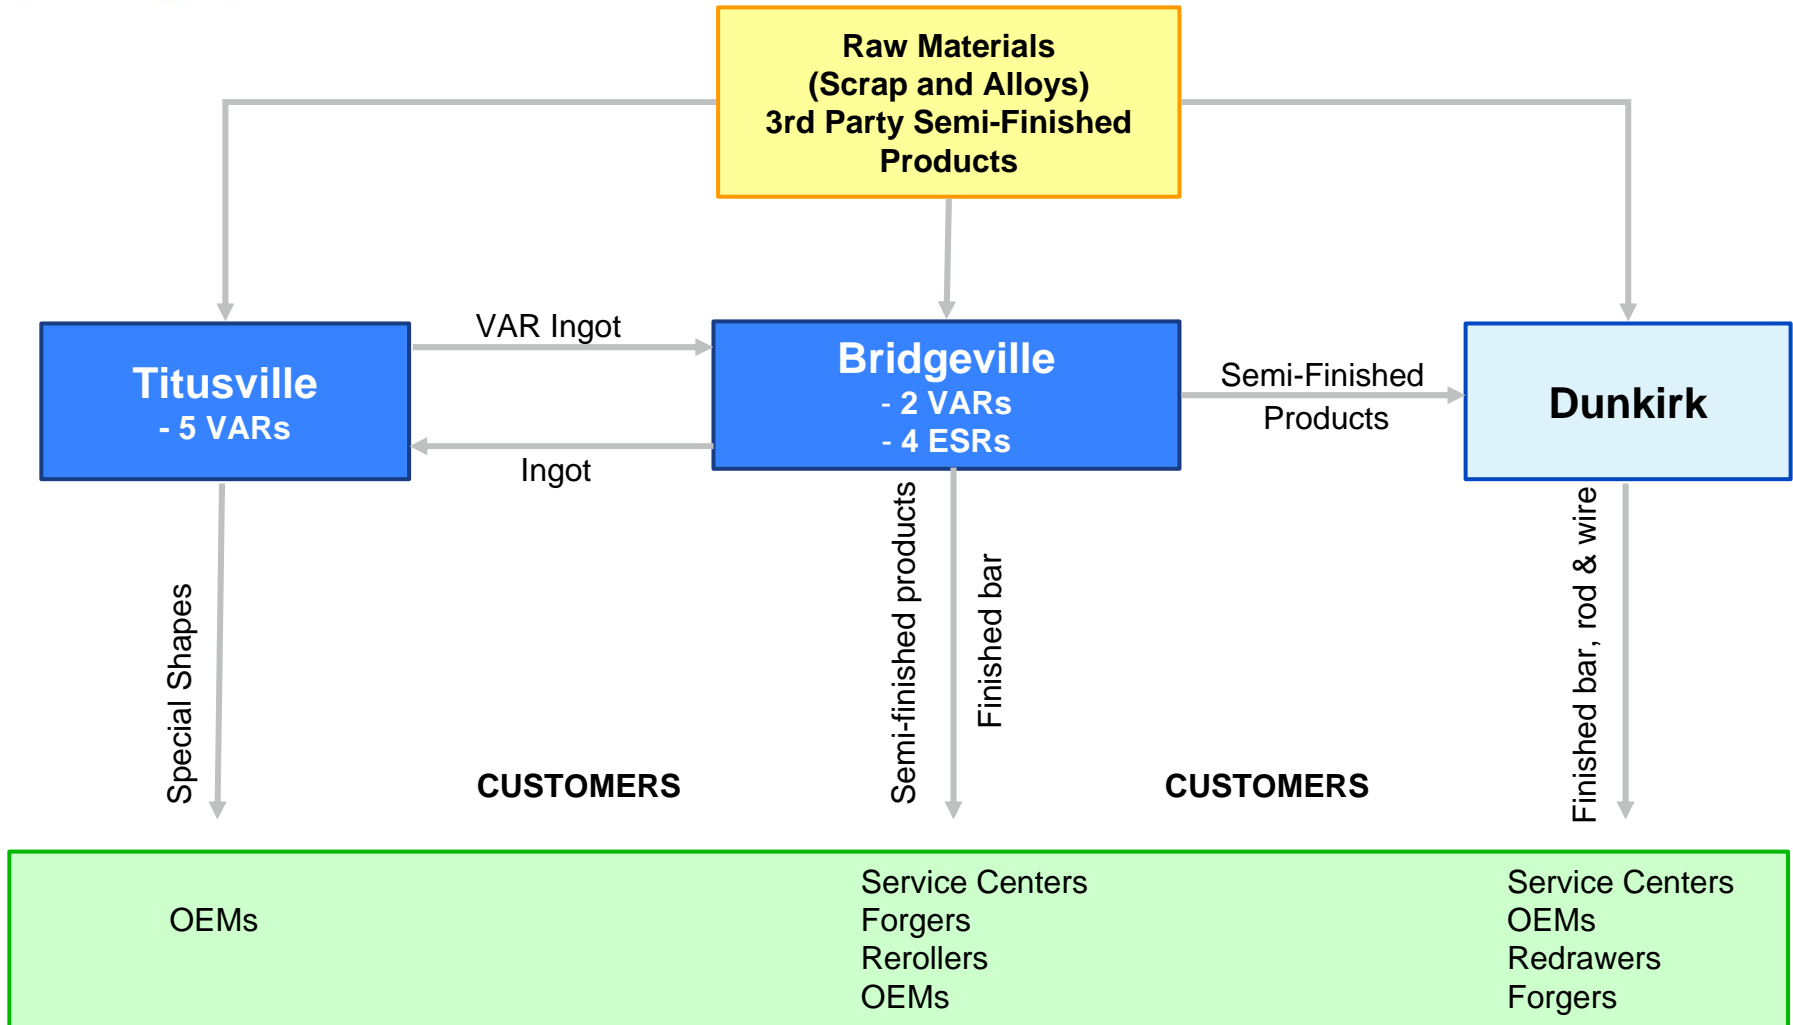 Raw Materials
(Scrap and Alloys)
3rd Party Semi-Finished
Products
VAR Ingot
Titusville
- 5 VARs
Ingot
Bridgeville
- 2 VARs
- 4 ESRs
Semi-Finished
Products
Dunkirk
Special Shapes
Semi-finished products
Finished bar
Finished bar, rod & wire
CUSTOMERS
CUSTOMERS
OEMs
Service Centers
Forgers
Rerollers
OEMs
Service Centers
OEMs
Redrawers
Forgers